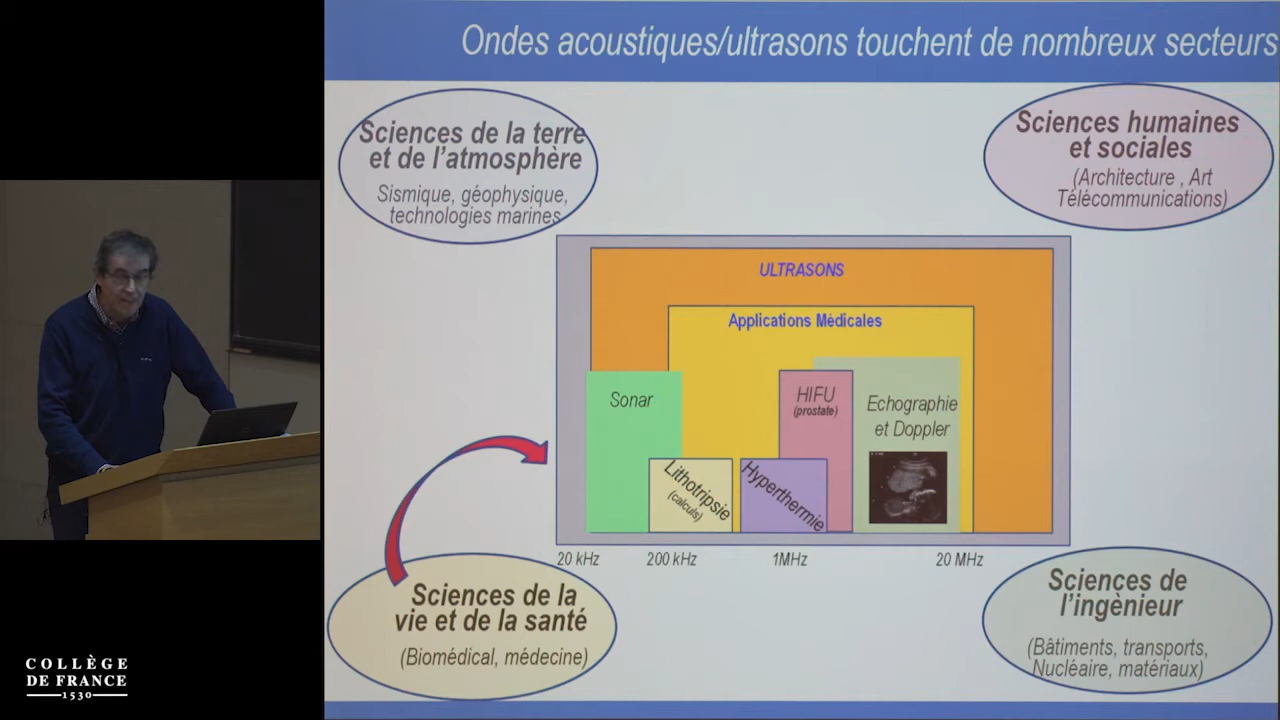 Ondes acoustiques/ultrasons touchent de nombreux secteurs
Sciences de la terre
et de l'atmosphère
Sismique, géophysique,
technologies marines
Sciences humaines
et sociales
(Architecture , Art
Télécommunications)
ULTRASONS
Applications Médicales
Sonar
HIFU
(prostate)
Echographie
et Doppler
Lithotripsie
(calculs)
Hyperthermie
20 kHz
200 kHz
1MHz
20 MHz
Sciences de la
vie et de la santé
(Biomédical, médecine)
Sciences de
l'ingènieur
(Bâtiments, transports,
Nucléaire, matériaux)
COLLÈGE
DE FRANCE
1530